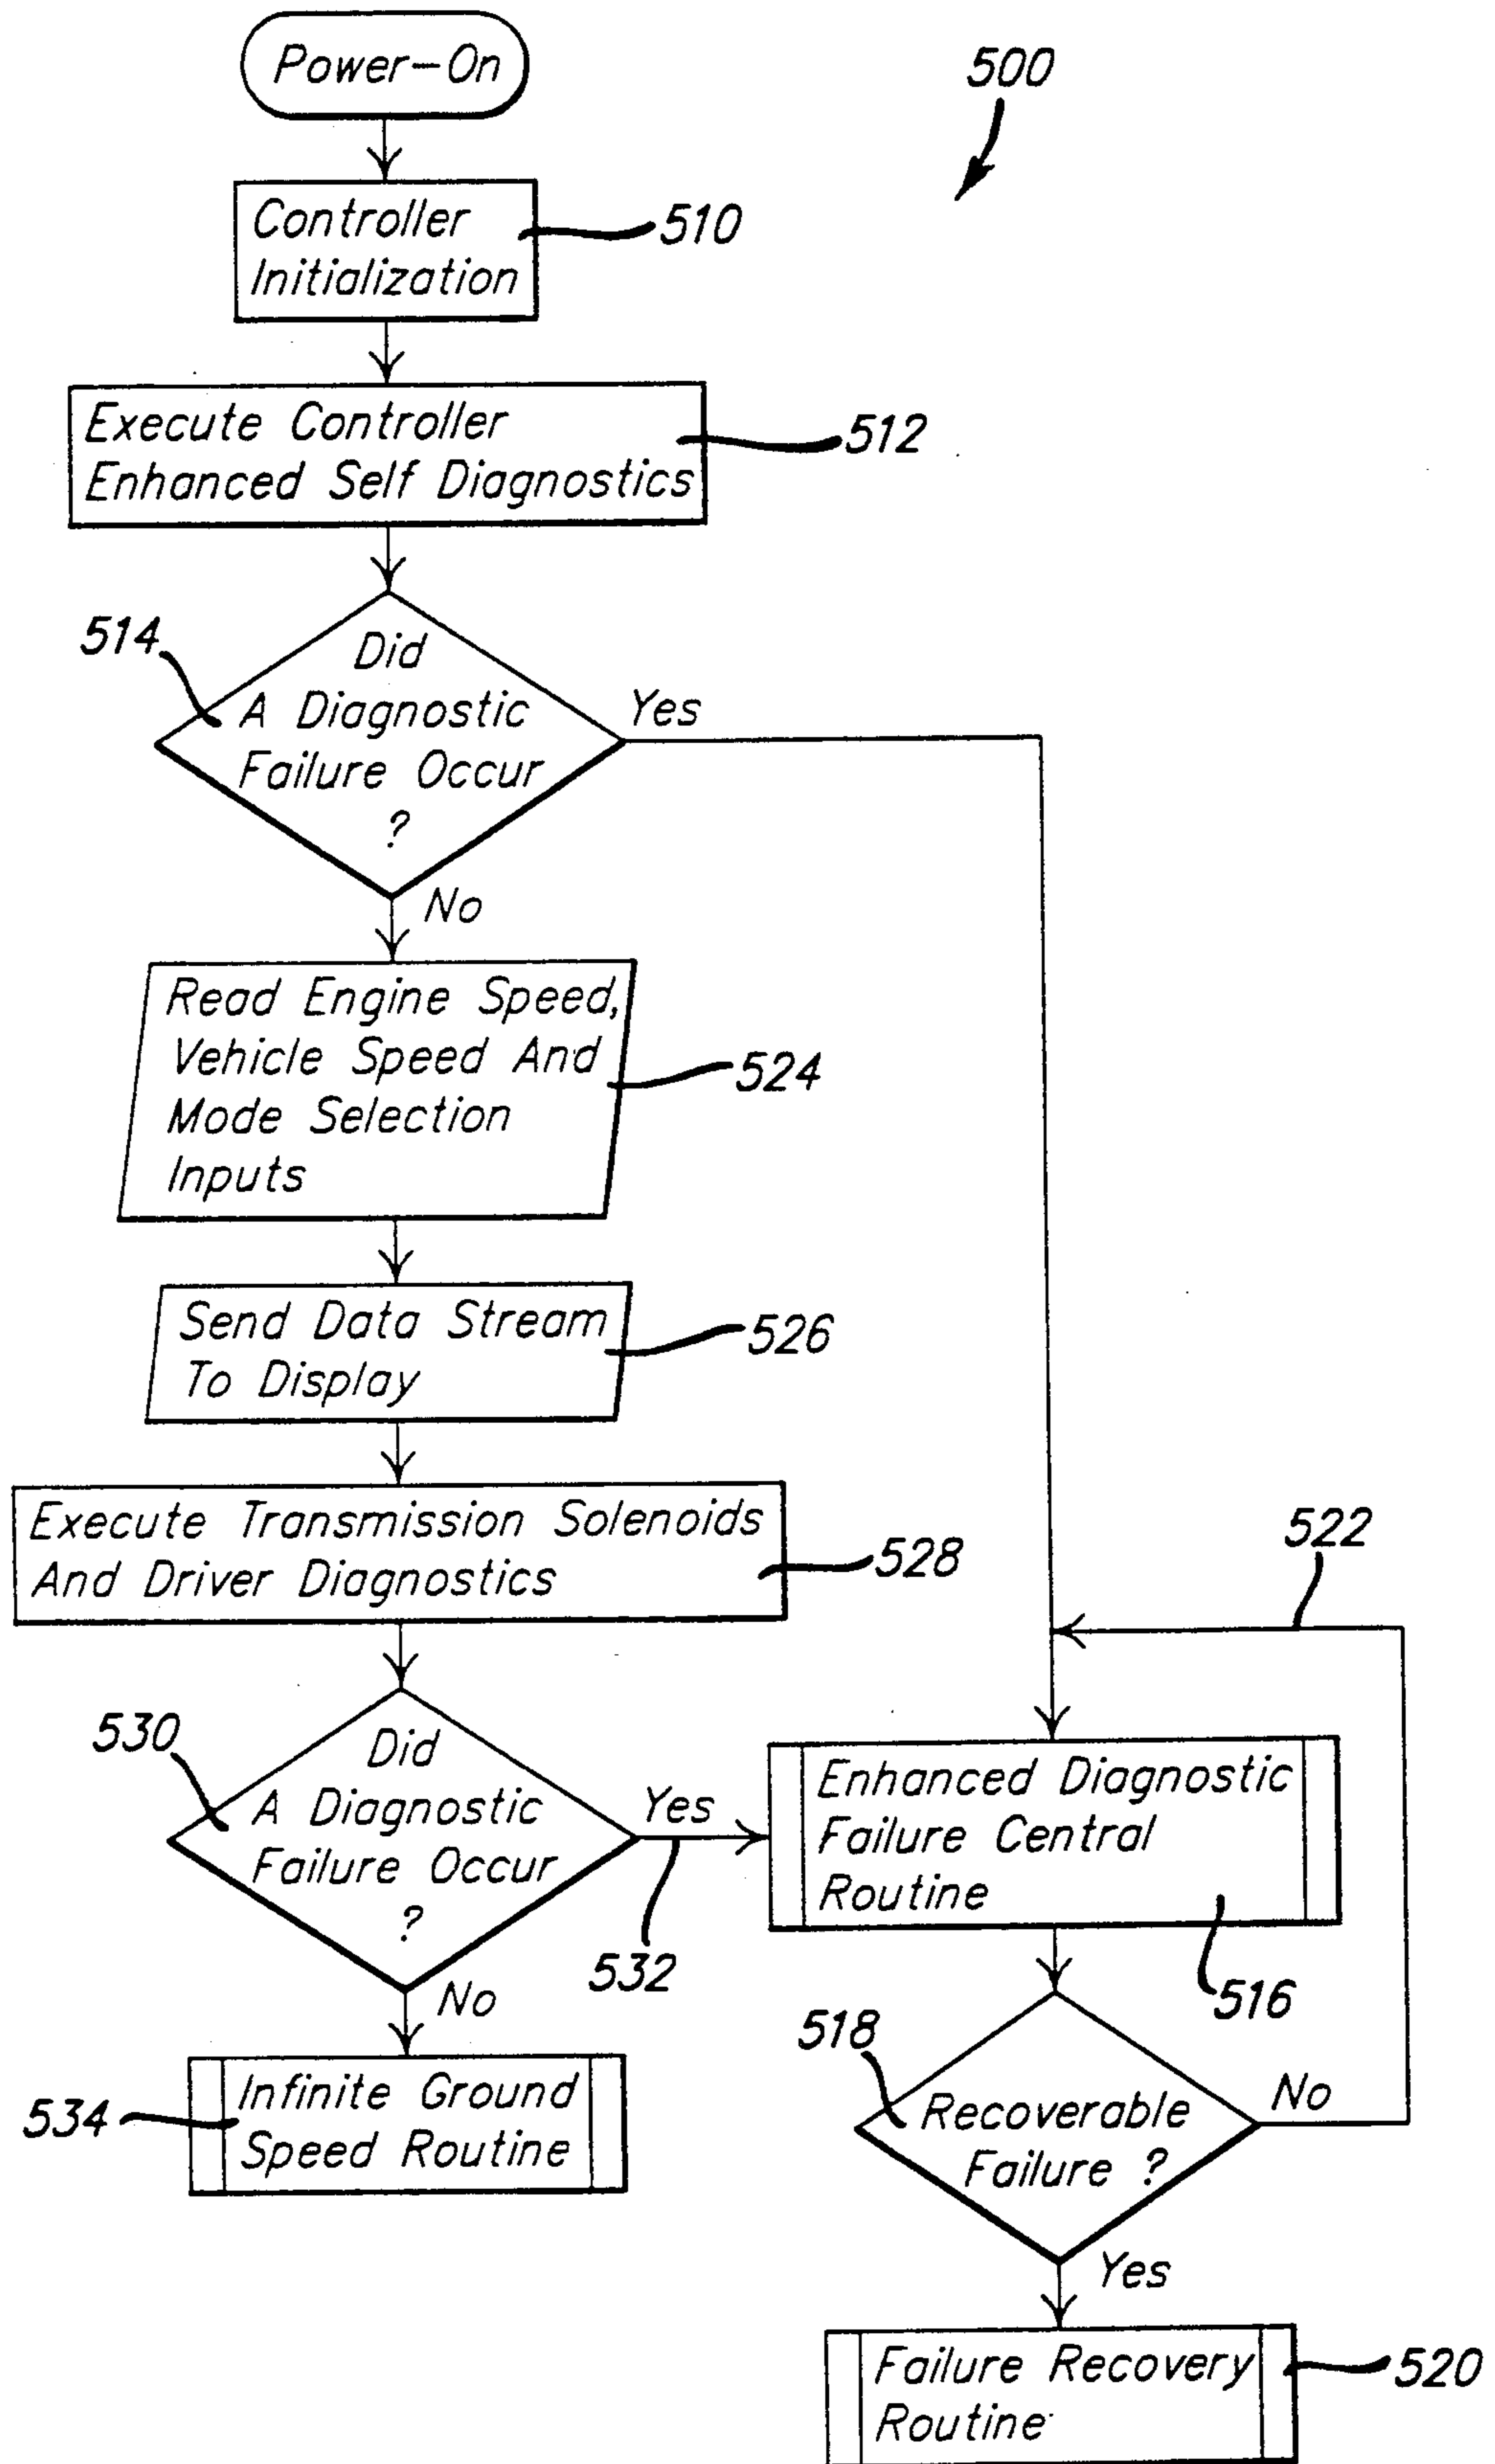 Power-On
500
Controller
Initialization
510
Execute Controller
Enhanced Self Diagnostics
512
514
Did
A Diagnostic
Failure Occur
?
Yes
No
Read Engine Speed,
Vehicle Speed And
Mode Selection
Inputs
524
Send Data Stream
To Display
526
Execute Transmission Solenoids
And Driver Diagnostics
528
522
530
Did
A Diagnostic
Failure Occur
?
Yes
532
No
Enhanced Diagnostic
Failure Central
Routine
516
534
Infinite Ground
Speed Routine
518
Recoverable
Failure ?
No
Yes
Failure Recovery
Routine
520